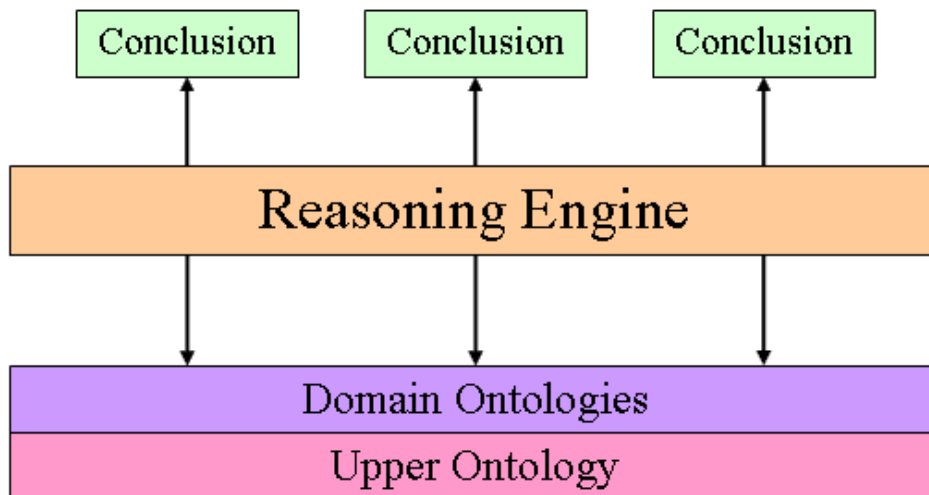 Conclusion
Conclusion
Conclusion
Reasoning Engine
Domain Ontologies
Upper Ontology